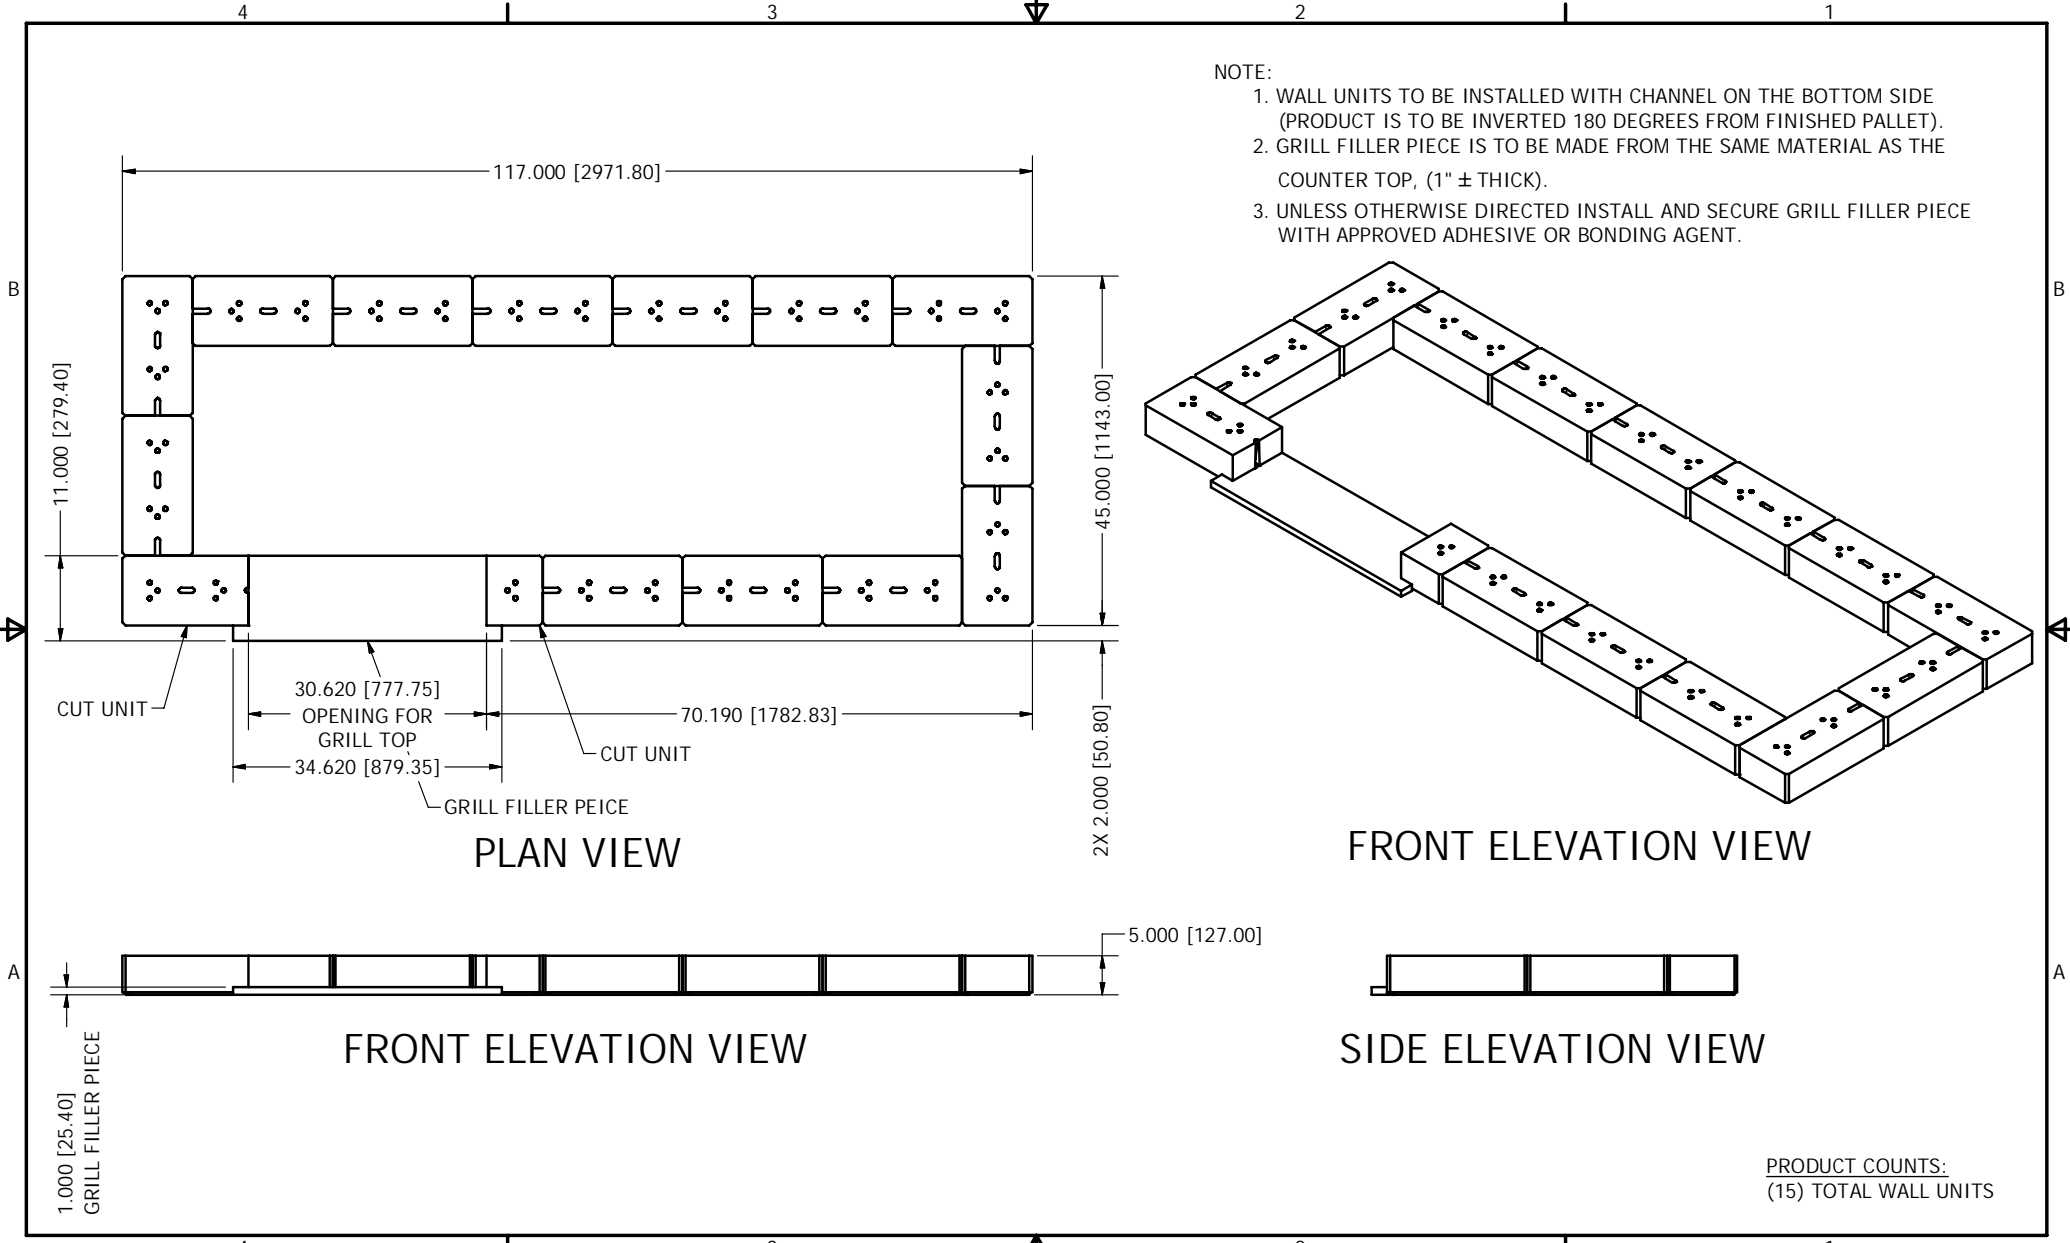 4 3 2 1
NOTE:
1. WALL UNITS TO BE INSTALLED WITH CHANNEL ON THE BOTTOM SIDE
(PRODUCT IS TO BE INVERTED 180 DEGREES FROM FINISHED PALLET).
2. GRILL FILLER PIECE IS TO BE MADE FROM THE SAME MATERIAL AS THE
COUNTER TOP, (1" ± THICK).
3. UNLESS OTHERWISE DIRECTED INSTALL AND SECURE GRILL FILLER PIECE
WITH APPROVED ADHESIVE OR BONDING AGENT.
117.000 [2971.80]
B
B
11.000 [279.40]
45.000 [1143.00]
CUT UNIT
30.620 [777.75]
OPENING FOR
GRILL TOP
34.620 [879.35]
70.190 [1782.83]
CUT UNIT
2X 2.000 [50.80]
GRILL FILLER PEICE
PLAN VIEW
FRONT ELEVATION VIEW
5.000 [127.00]
A
A
1.000 [25.40]
GRILL FILLER PIECE
FRONT ELEVATION VIEW
SIDE ELEVATION VIEW
PRODUCT COUNTS:
(15) TOTAL WALL UNITS